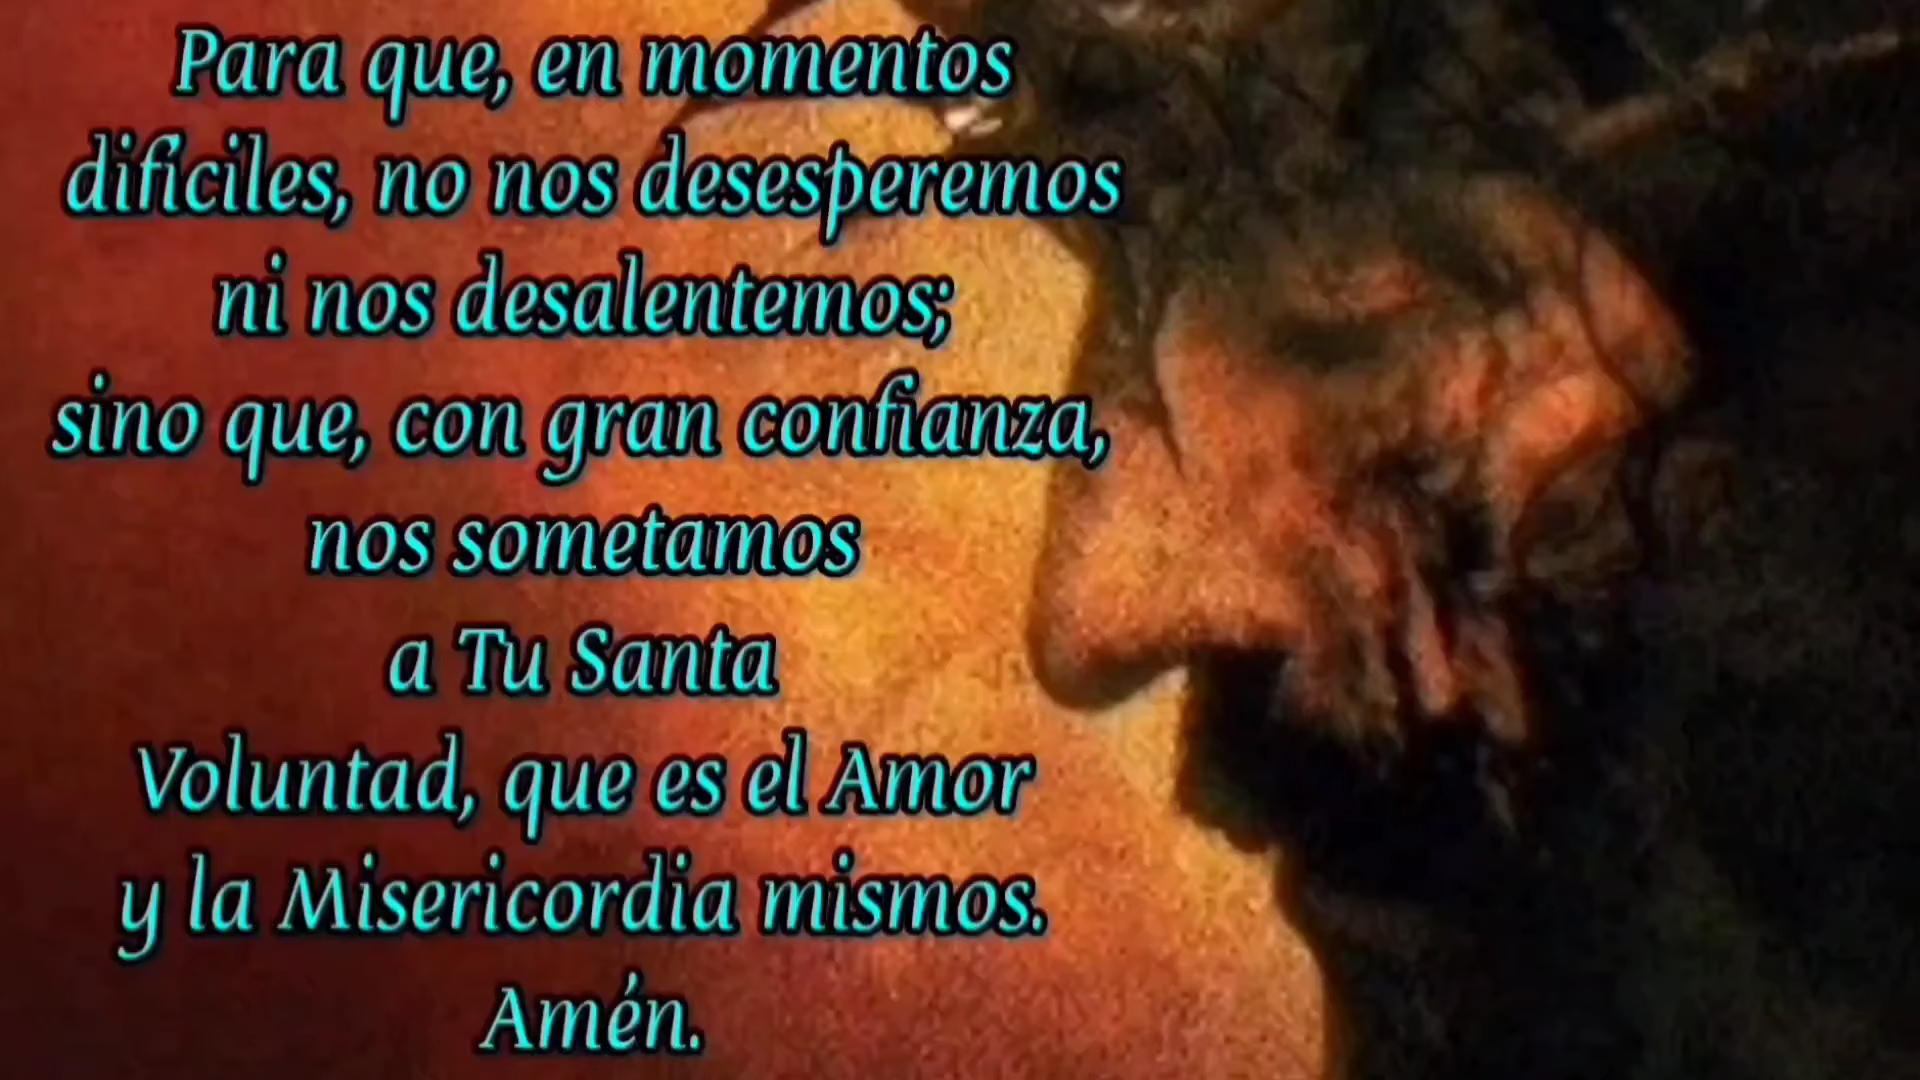 Para que, en momentos
difíciles, no nos desesperemos
ni nos desalentemos;
sino que, con gran confianza,
nos sometamos
a Tu Santa
Voluntad, que es el Amor
y la Misericordia mismos.
Amén.